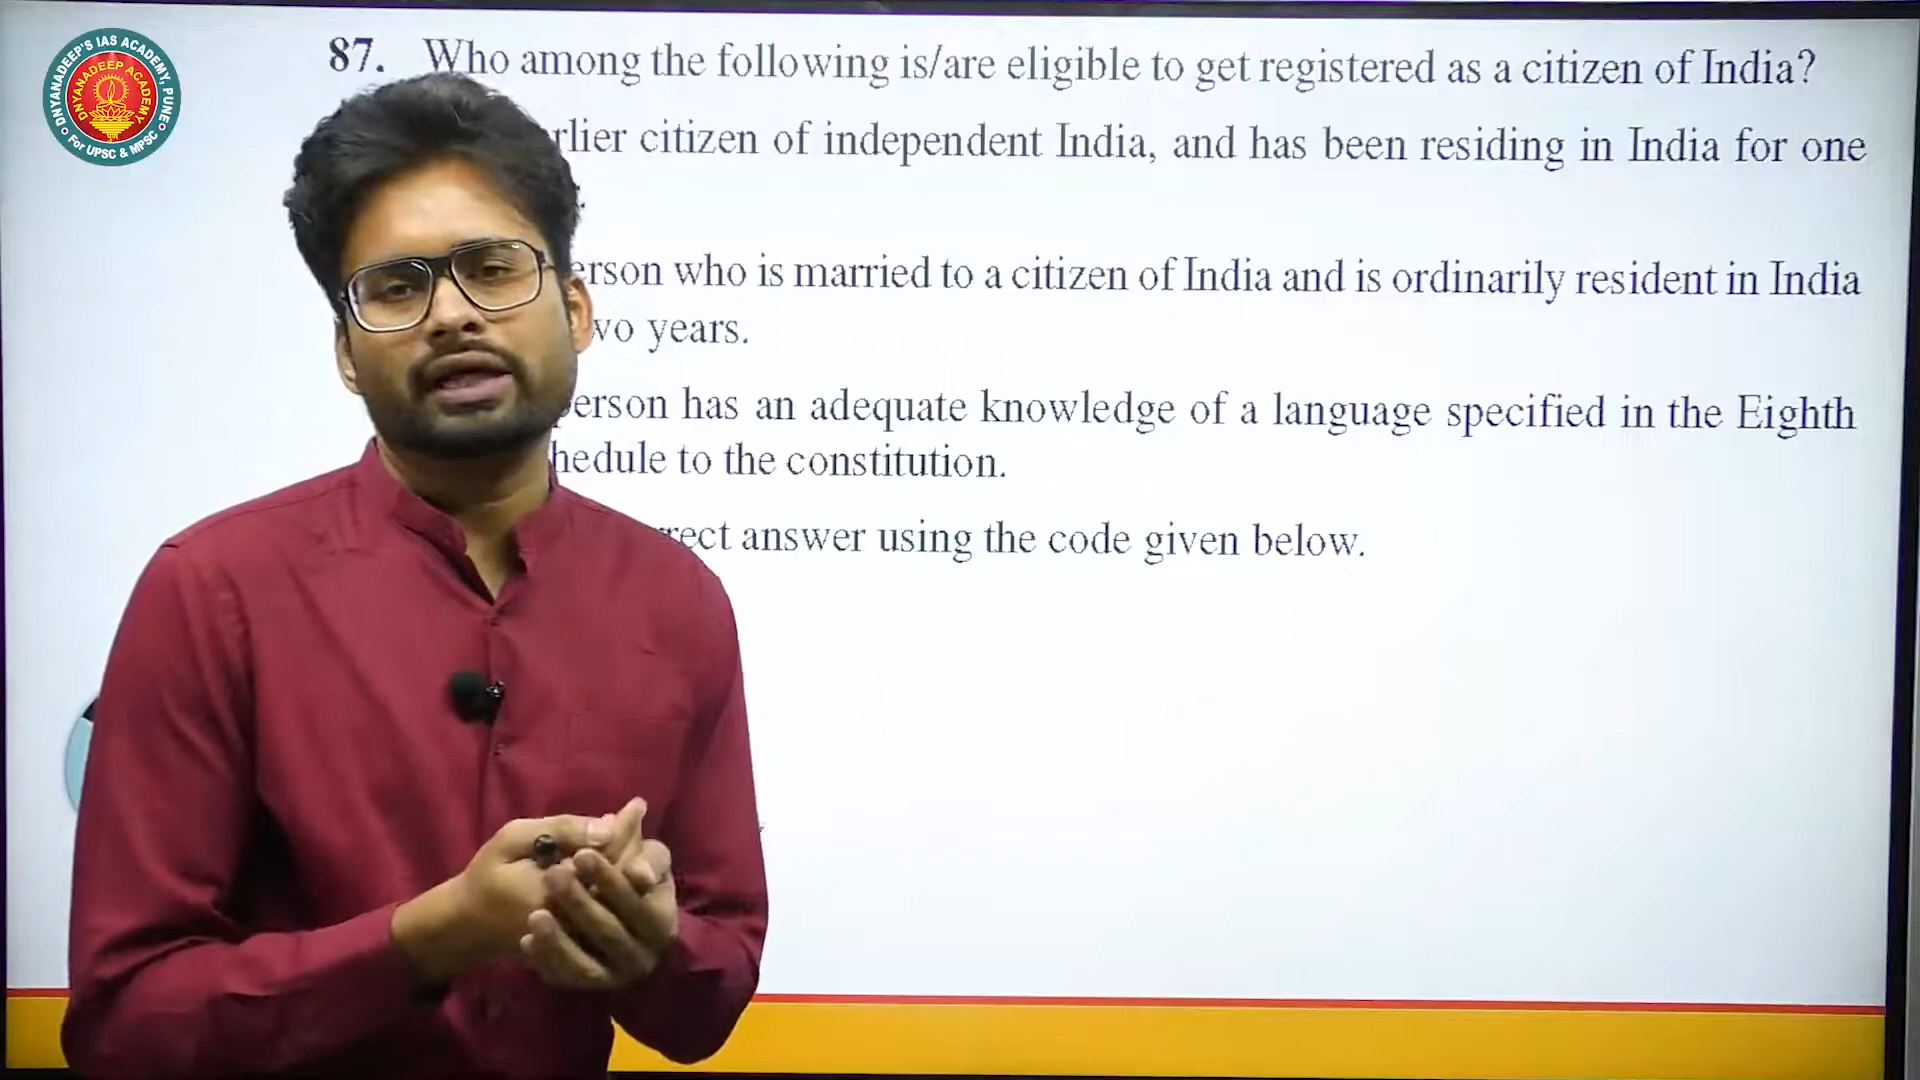 DNYANADEEP'S IAS ACADEMY, PUNE
DNYANADEEP ACADEMY
For UPSC & MPSC
87. Who among the following is/are eligible to get registered as a citizen of India?
rlier citizen of independent India, and has been residing in India for one
erson who is married to a citizen of India and is ordinarily resident in India
wo years.
erson has an adequate knowledge of a language specified in the Eighth
hedule to the constitution.
rect answer using the code given below.